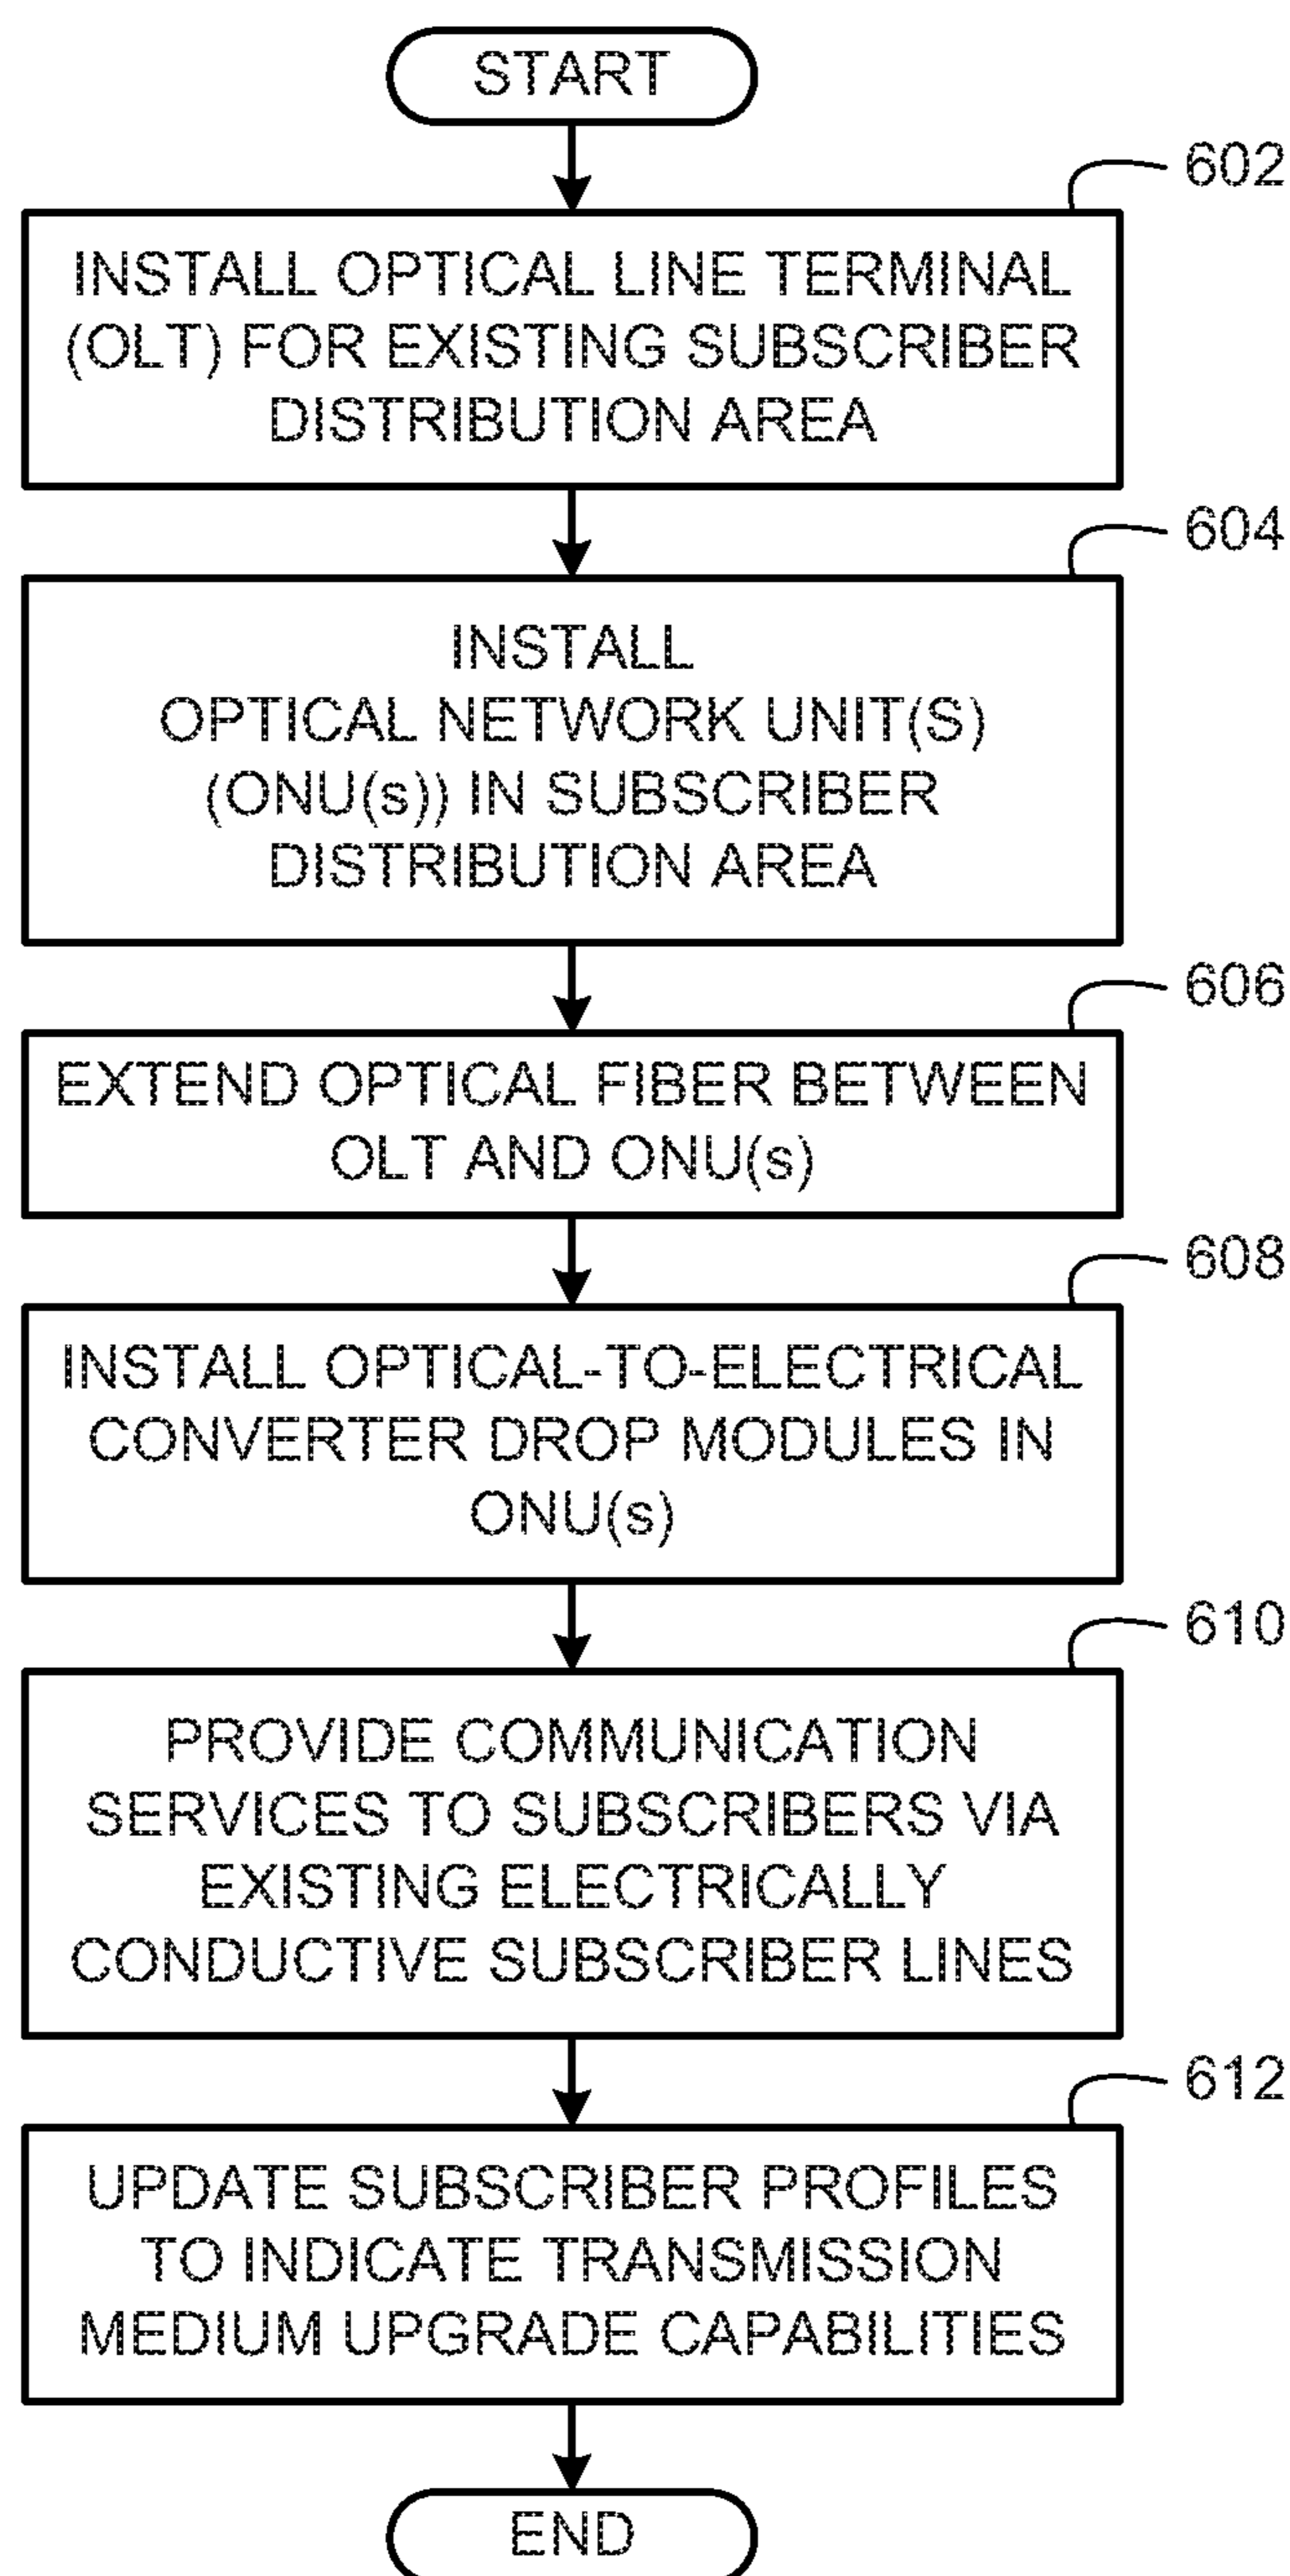 START
602
INSTALL OPTICAL LINE TERMINAL
(OLT) FOR EXISTING SUBSCRIBER
DISTRIBUTION AREA
604
INSTALL
OPTICAL NETWORK UNIT(S)
(ONU(s)) IN SUBSCRIBER
DISTRIBUTION AREA
606
EXTEND OPTICAL FIBER BETWEEN
OLT AND ONU(s)
608
INSTALL OPTICAL-TO-ELECTRICAL
CONVERTER DROP MODULES IN
ONU(s)
610
PROVIDE COMMUNICATION
SERVICES TO SUBSCRIBERS VIA
EXISTING ELECTRICALLY
CONDUCTIVE SUBSCRIBER LINES
612
UPDATE SUBSCRIBER PROFILES
TO INDICATE TRANSMISSION
MEDIUM UPGRADE CAPABILITIES
END